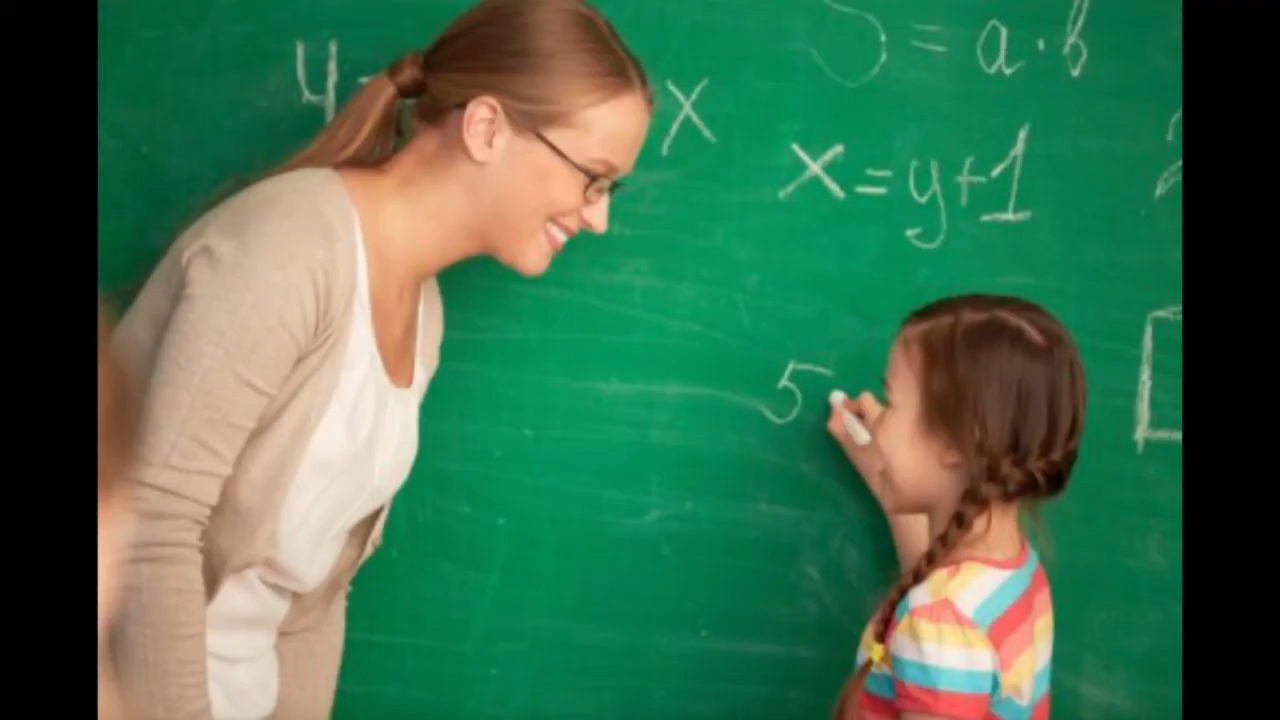 S = a·b
y x
x = y+1
5